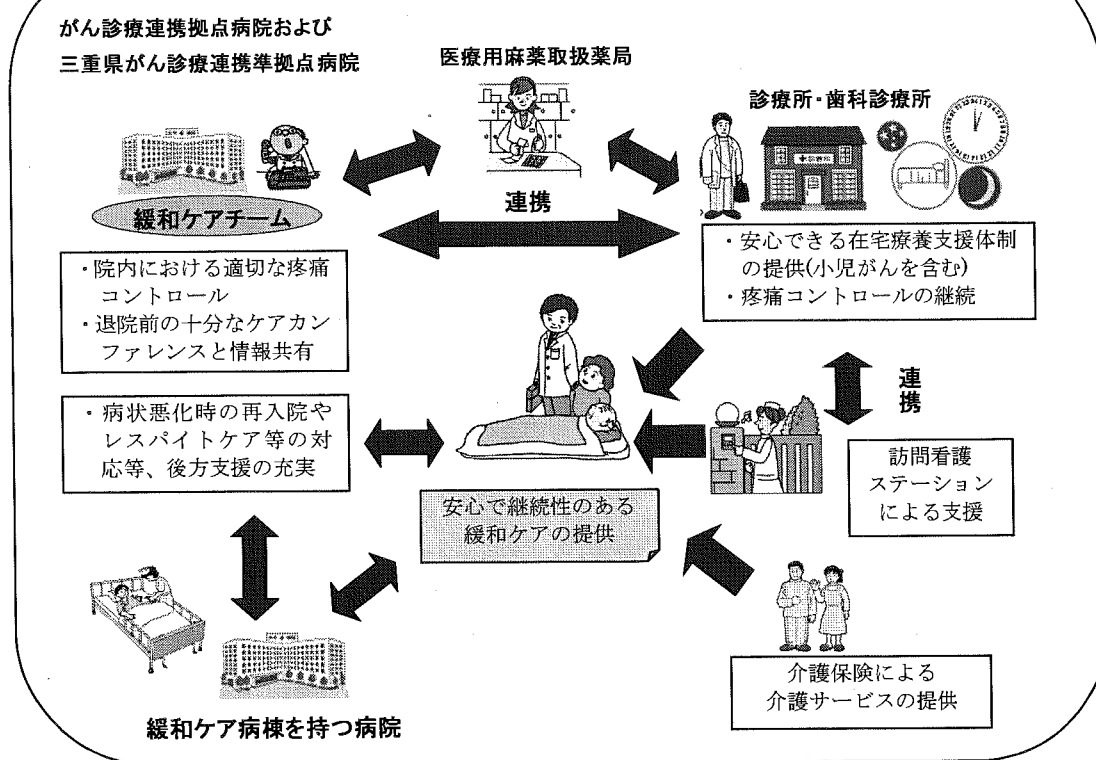 がん診療連携拠点病院および
三重県がん診療連携準拠点病院
医療用麻薬取扱薬局
診療所・歯科診療所
緩和ケアチーム
連携
・院内における適切な疼痛
コントロール
・退院前の十分なケアカン
ファレンスと情報共有
・安心できる在宅療養支援体制
の提供(小児がんを含む)
・疼痛コントロールの継続
・病状悪化時の再入院や
レスパイトケア等の対
応等、後方支援の充実
連携
訪問看護
ステーション
による支援
安心で継続性のある
緩和ケアの提供
介護保険による
介護サービスの提供
緩和ケア病棟を持つ病院